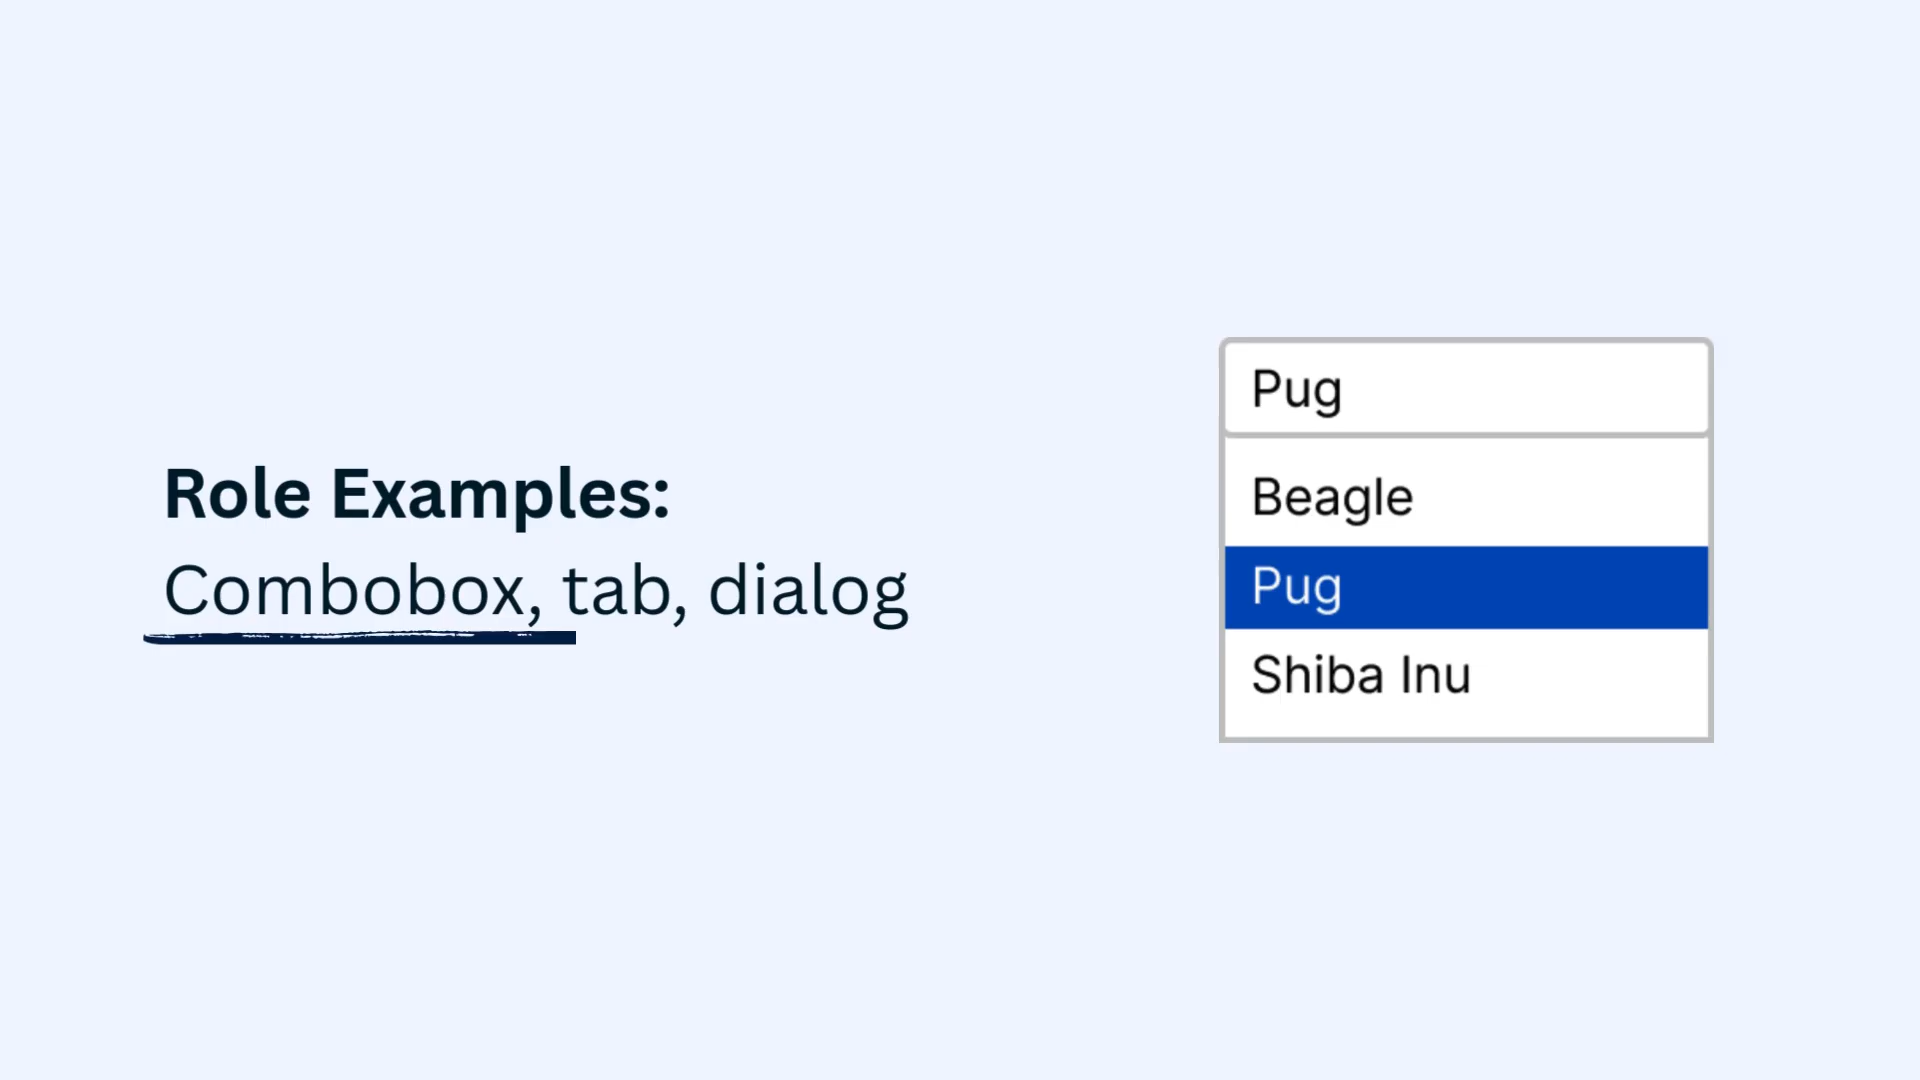 Role Examples:
Combobox, tab, dialog
Pug
Beagle
Pug
Shiba Inu